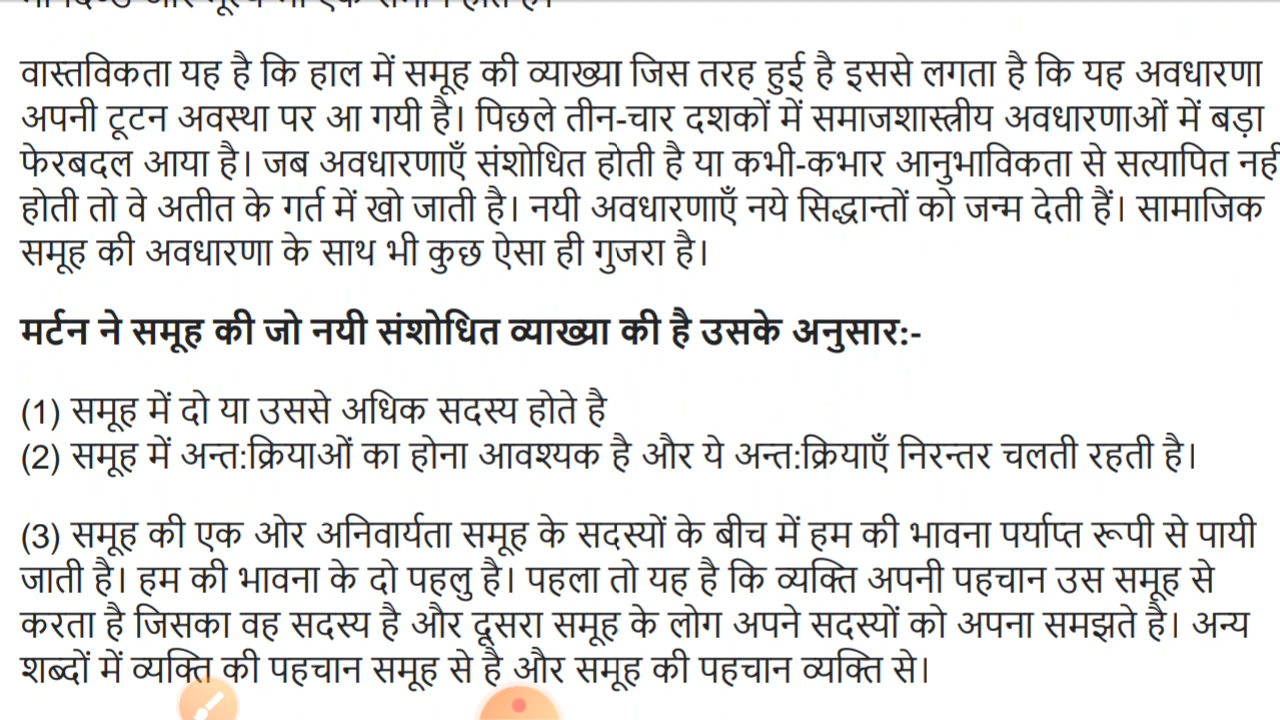 वास्तविकता यह है कि हाल में समूह की व्याख्या जिस तरह हुई है इससे लगता है कि यह अवधारणा
अपनी टूटन अवस्था पर आ गयी है। पिछले तीन-चार दशकों में समाजशास्त्रीय अवधारणाओं में बड़ा
फेरबदल आया है। जब अवधारणाएँ संशोधित होती है या कभी-कभार आनुभाविकता से सत्यापित
होती तो वे अतीत के गर्त में खो जाती है। नयी अवधारणाएँ नये सिद्धान्तों को जन्म देती हैं। सामाजिक
समूह की अवधारणा के साथ भी कुछ ऐसा ही गुजरा है।
मर्टन ने समूह की जो नयी संशोधित व्याख्या की है उसके अनुसार:-
(1) समूह में दो या उससे अधिक सदस्य होते है
(2) समूह में अन्त:क्रियाओं का होना आवश्यक है और ये अन्त:क्रियाएँ निरन्तर चलती रहती है।
(3) समूह की एक ओर अनिवार्यता समूह के सदस्यों के बीच में हम की भावना पर्याप्त रूपी से पायी
जाती है। हम की भावना के दो पहलु है। पहला तो यह है कि व्यक्ति अपनी पहचान उस समूह से
करता है जिसका वह सदस्य है और दूसरा समूह के लोग अपने सदस्यों को अपना समझते है। अन्य
शब्दों में व्यक्ति की पहचान समूह से है और समूह की पहचान व्यक्ति से।